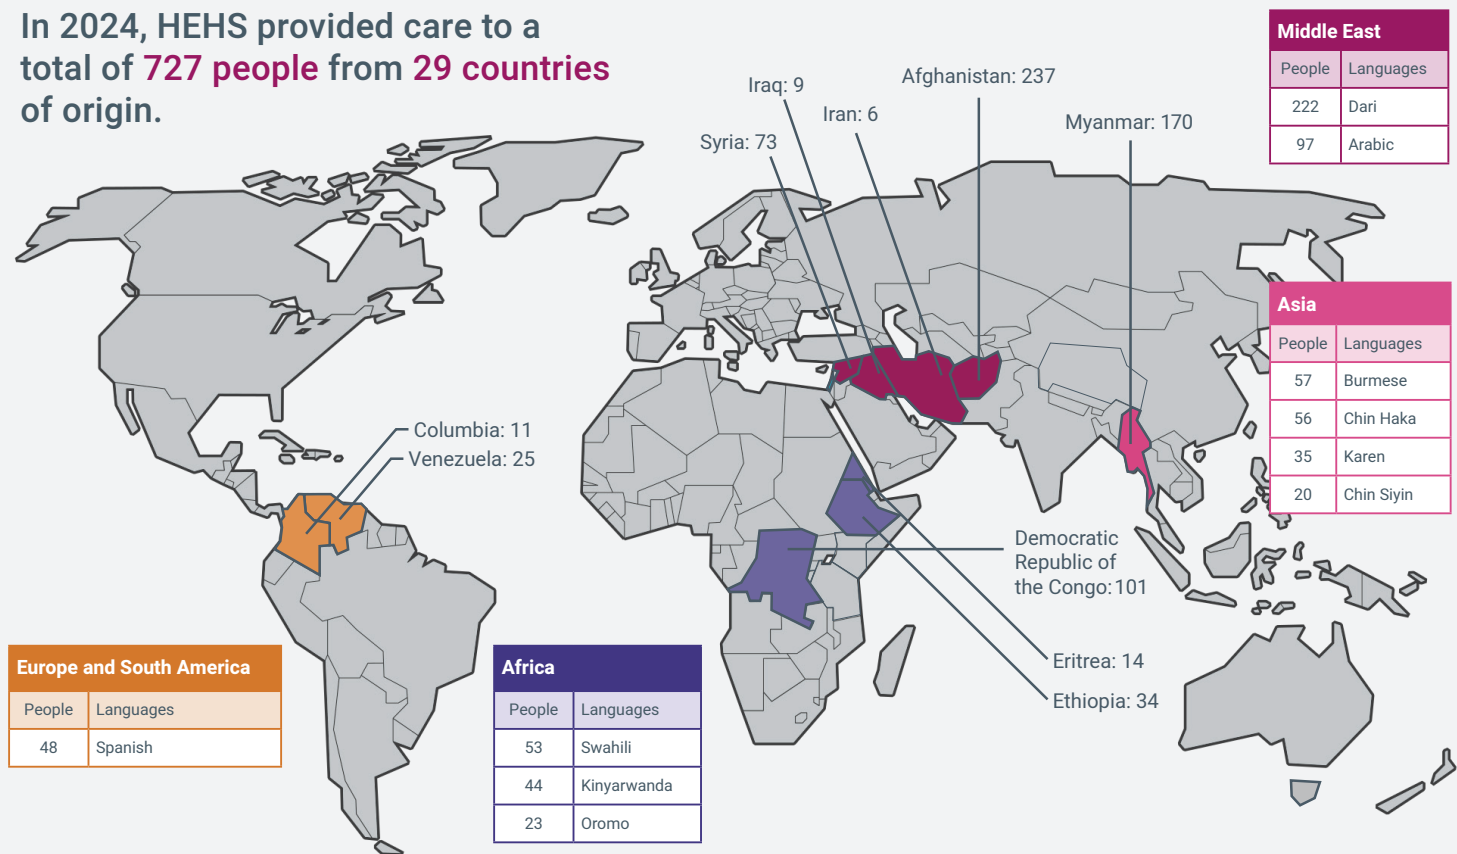 In 2024, HEHS provided care to a
total of 727 people from 29 countries
of origin.
Iraq: 9
Iran: 6
Syria: 73
Afghanistan: 237
Myanmar: 170
Middle East
People Languages
222 Dari
97 Arabic
Asia
People Languages
57 Burmese
56 Chin Haka
35 Karen
20 Chin Siyin
Columbia: 11
Venezuela: 25
Democratic
Republic of
the Congo: 101
Eritrea: 14
Ethiopia: 34
Europe and South America
People Languages
48 Spanish
Africa
People Languages
53 Swahili
44 Kinyarwanda
23 Oromo